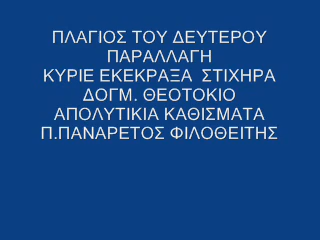 ΠΛΑΓΙΟΣ ΤΟΥ ΔΕΥΤΕΡΟΥ
ΠΑΡΑΛΛΑΓΗ
ΚΥΡΙΕ ΕΚΕΚΡΑΞΑ ΣΤΙΧΗΡΑ
ΔΟΓΜ. ΘΕΟΤΟΚΙΟ
ΑΠΟΛΥΤΙΚΙΑ ΚΑΘΙΣΜΑΤΑ
Π.ΠΑΝΑΡΕΤΟΣ ΦΙΛΟΘΕΙΤΗΣ